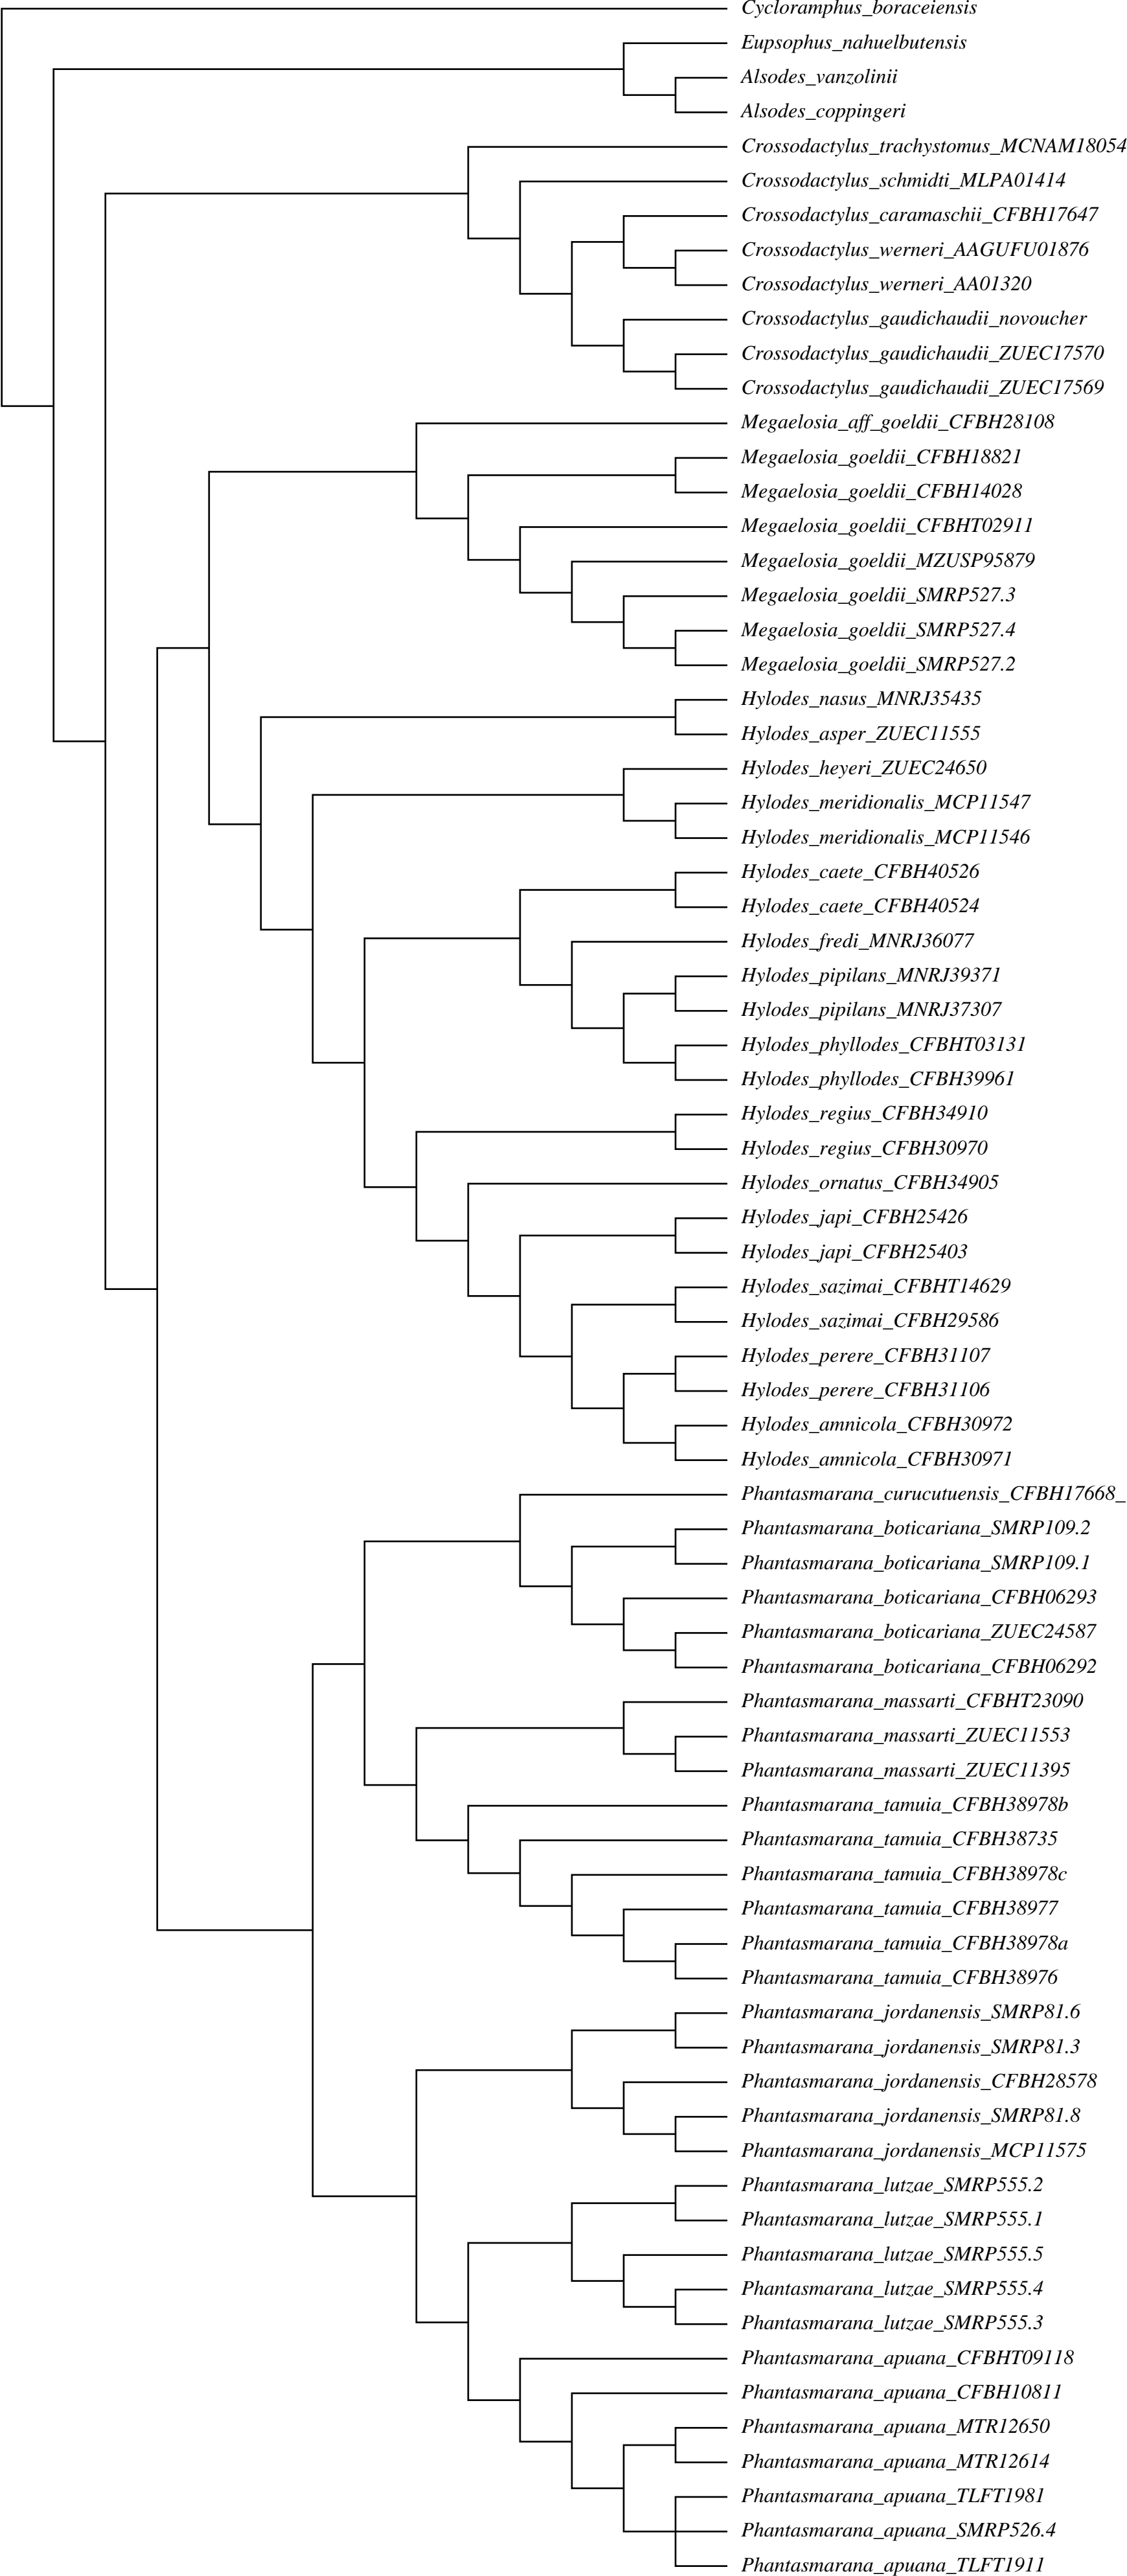 Cycloramphus_boraceiensis
Eupsophus_nahuelbutensis
Alsodes_vanzolinii
Alsodes_coppingeri
Crossodactylus_trachystomus_MCNAM18054
Crossodactylus_schmidti_MLPA01414
Crossodactylus_caramaschii_CFBH17647
Crossodactylus_werneri_AAGUFU01876
Crossodactylus_werneri_AA01320
Crossodactylus_gaudichaudii_novoucher
Crossodactylus_gaudichaudii_ZUEC17570
Crossodactylus_gaudichaudii_ZUEC17569
Megaelosia_aff_goeldii_CFBH28108
Megaelosia_goeldii_CFBH18821
Megaelosia_goeldii_CFBH14028
Megaelosia_goeldii_CFBHT02911
Megaelosia_goeldii_MZUSP95879
Megaelosia_goeldii_SMRP527.3
Megaelosia_goeldii_SMRP527.4
Megaelosia_goeldii_SMRP527.2
Hylodes_nasus_MNRJ35435
Hylodes_asper_ZUEC11555
Hylodes_heyeri_ZUEC24650
Hylodes_meridionalis_MCP11547
Hylodes_meridionalis_MCP11546
Hylodes_caete_CFBH40526
Hylodes_caete_CFBH40524
Hylodes_fredi_MNRJ36077
Hylodes_pipilans_MNRJ39371
Hylodes_pipilans_MNRJ37307
Hylodes_phyllodes_CFBHT03131
Hylodes_phyllodes_CFBH39961
Hylodes_regius_CFBH34910
Hylodes_regius_CFBH30970
Hylodes_ornatus_CFBH34905
Hylodes_japi_CFBH25426
Hylodes_japi_CFBH25403
Hylodes_sazimai_CFBHT14629
Hylodes_sazimai_CFBH29586
Hylodes_perere_CFBH31107
Hylodes_perere_CFBH31106
Hylodes_amnicola_CFBH30972
Hylodes_amnicola_CFBH30971
Phantasmarana_curucutuensis_CFBH17668_
Phantasmarana_boticariana_SMRP109.2
Phantasmarana_boticariana_SMRP109.1
Phantasmarana_boticariana_CFBH06293
Phantasmarana_boticariana_ZUEC24587
Phantasmarana_boticariana_CFBH06292
Phantasmarana_massarti_CFBHT23090
Phantasmarana_massarti_ZUEC11553
Phantasmarana_massarti_ZUEC11395
Phantasmarana_tamuia_CFBH38978b
Phantasmarana_tamuia_CFBH38735
Phantasmarana_tamuia_CFBH38978c
Phantasmarana_tamuia_CFBH38977
Phantasmarana_tamuia_CFBH38978a
Phantasmarana_tamuia_CFBH38976
Phantasmarana_jordanensis_SMRP81.6
Phantasmarana_jordanensis_SMRP81.3
Phantasmarana_jordanensis_CFBH28578
Phantasmarana_jordanensis_SMRP81.8
Phantasmarana_jordanensis_MCP11575
Phantasmarana_lutzae_SMRP555.2
Phantasmarana_lutzae_SMRP555.1
Phantasmarana_lutzae_SMRP555.5
Phantasmarana_lutzae_SMRP555.4
Phantasmarana_lutzae_SMRP555.3
Phantasmarana_apuana_CFBHT09118
Phantasmarana_apuana_CFBH10811
Phantasmarana_apuana_MTR12650
Phantasmarana_apuana_MTR12614
Phantasmarana_apuana_TLFT1981
Phantasmarana_apuana_SMRP526.4
Phantasmarana_apuana_TLFT1911